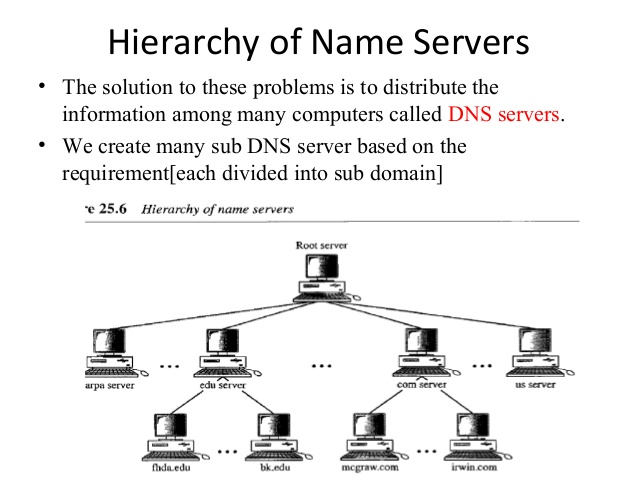 Hierarchy of Name Servers
• The solution to these problems is to distribute the
information among many computers called DNS servers.
• We create many sub DNS server based on the
requirement[each divided into sub domain]
e 25.6 Hierarchy of name servers
Root server
arpa server ... edu server ... com server ... us server
fhda.edu ... bk.edu mcgraw.com ... irwin.com